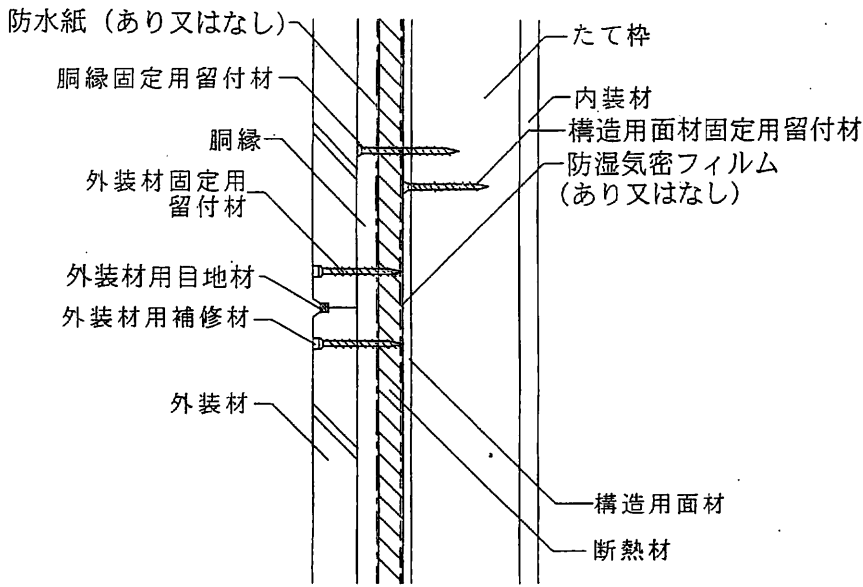 防水紙（あり又はなし）
胴縁固定用留付材
胴縁
外装材固定用
留付材
外装材用目地材
外装材用補修材
外装材
たて枠
内装材
構造用面材固定用留付材
防湿気密フィルム
（あり又はなし）
構造用面材
断熱材